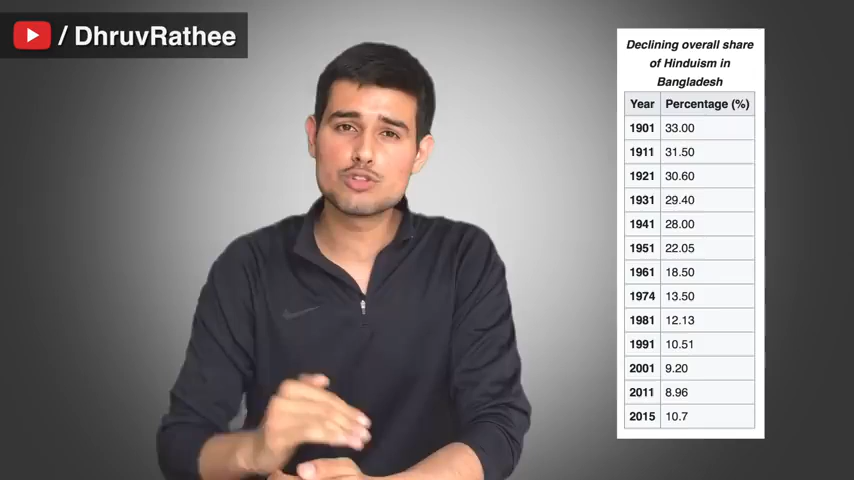 / DhruvRathee
Declining overall share
of Hinduism in
Bangladesh
Year Percentage (%)
1901 33.00
1911 31.50
1921 30.60
1931 29.40
1941 28.00
1951 22.05
1961 18.50
1974 13.50
1981 12.13
1991 10.51
2001 9.20
2011 8.96
2015 10.7